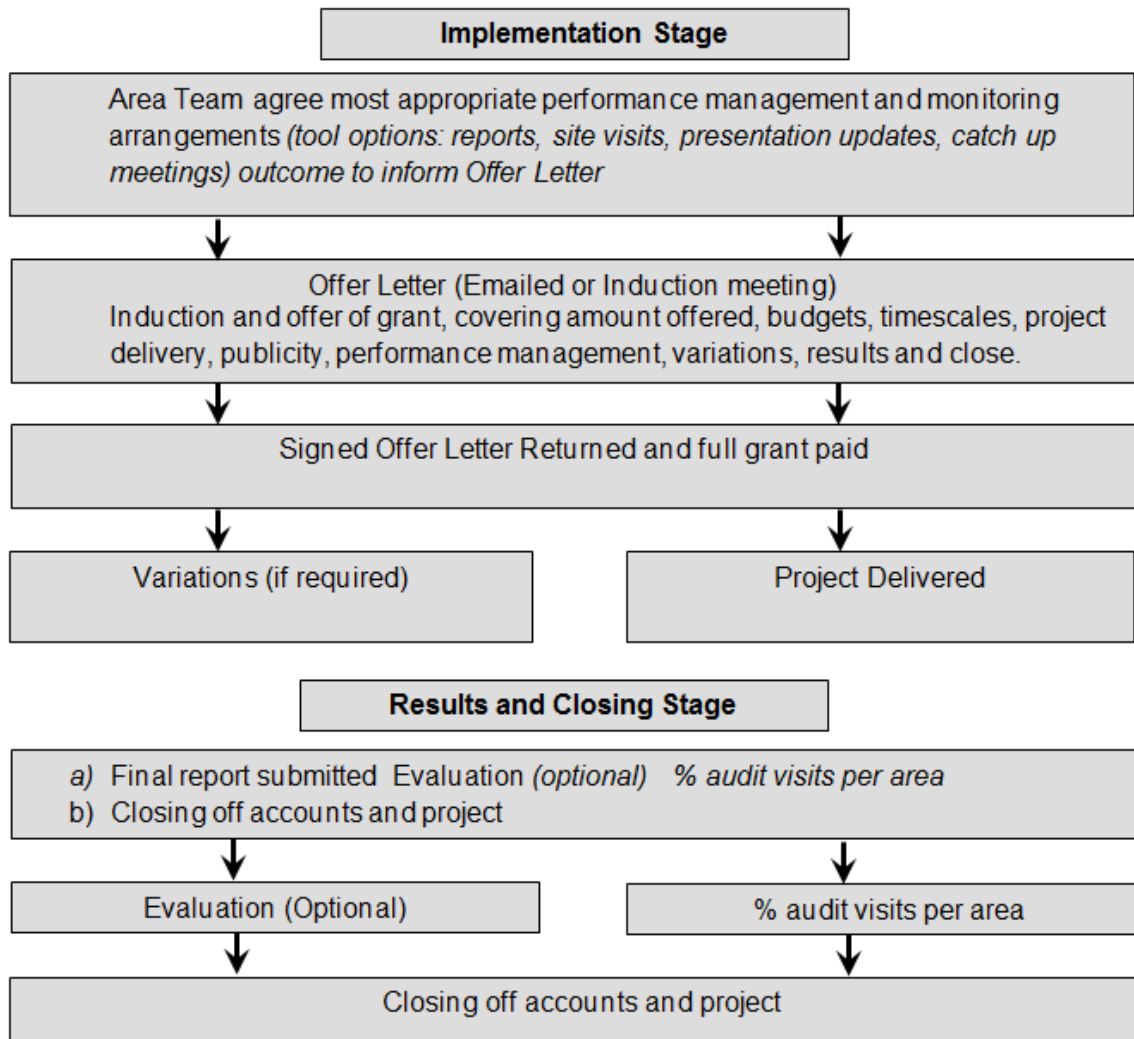 Implementation Stage
Area Team agree most appropriate performance management and monitoring
arrangements (tool options: reports, site visits, presentation updates, catch up
meetings) outcome to inform Offer Letter
Offer Letter (Emailed or Induction meeting)
Induction and offer of grant, covering amount offered, budgets, timescales, project
delivery, publicity, performance management, variations, results and close.
Signed Offer Letter Returned and full grant paid
Variations (if required)
Project Delivered
Results and Closing Stage
a) Final report submitted Evaluation (optional) % audit visits per area
b) Closing off accounts and project
Evaluation (Optional)
% audit visits per area
Closing off accounts and project